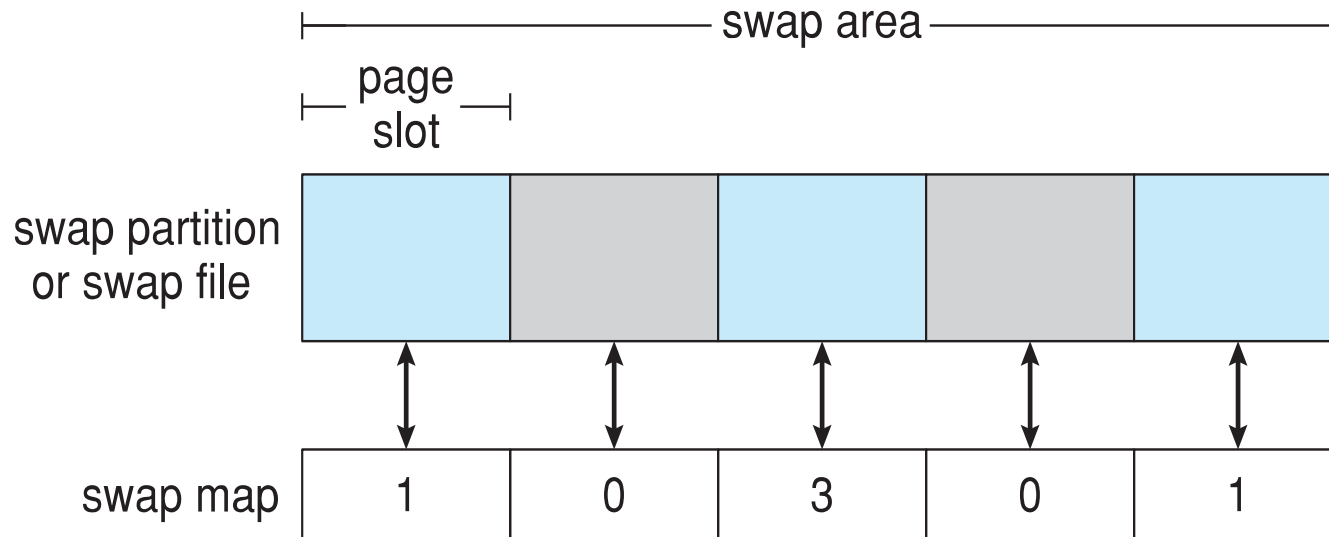 swap area
page
slot
swap partition
or swap file
swap map 1 0 3 0 1